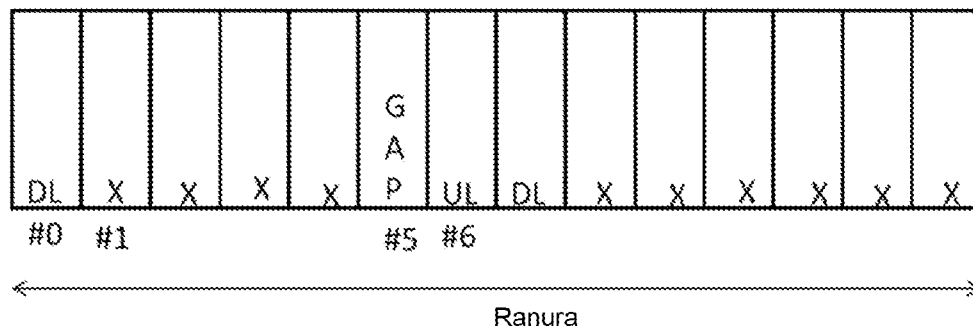 G
A
DL X X X X P UL DL X X X X X X
#0 #1 #5 #6
Ranura